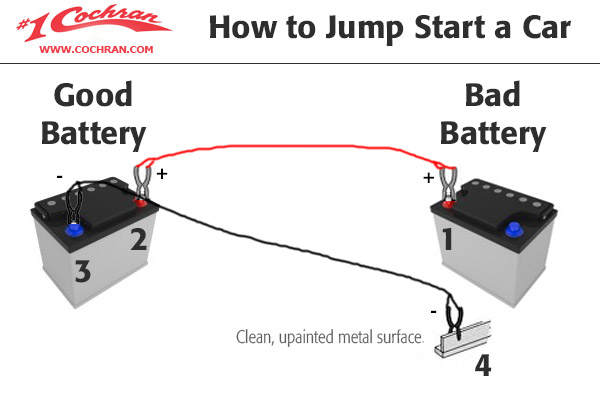 #1 Cochran
WWW.COCHRAN.COM
How to Jump Start a Car
Good
Battery
Bad
Battery
-
+
+
2
1
3
-
Clean, upainted metal surface.
4